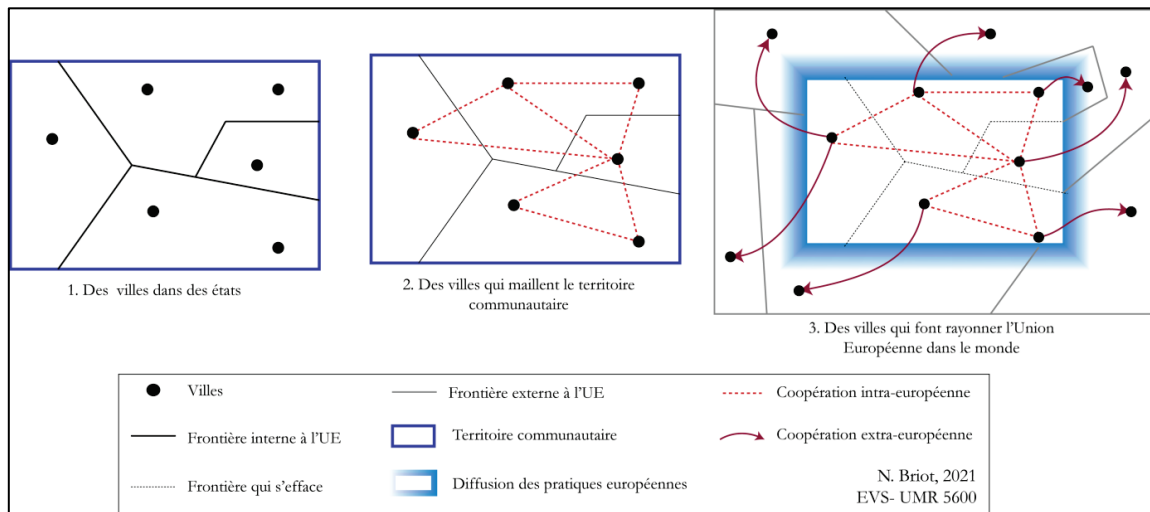 1. Des villes dans des états
2. Des villes qui maillent le territoire
communautaire
3. Des villes qui font rayonner l'Union
Européenne dans le monde
Villes
Frontière externe à l'UE
Coopération intra-européenne
Frontière interne à l'UE
Territoire communautaire
Coopération extra-européenne
Frontière qui s'efface
Diffusion des pratiques européennes
N. Briot, 2021
EVS- UMR 5600